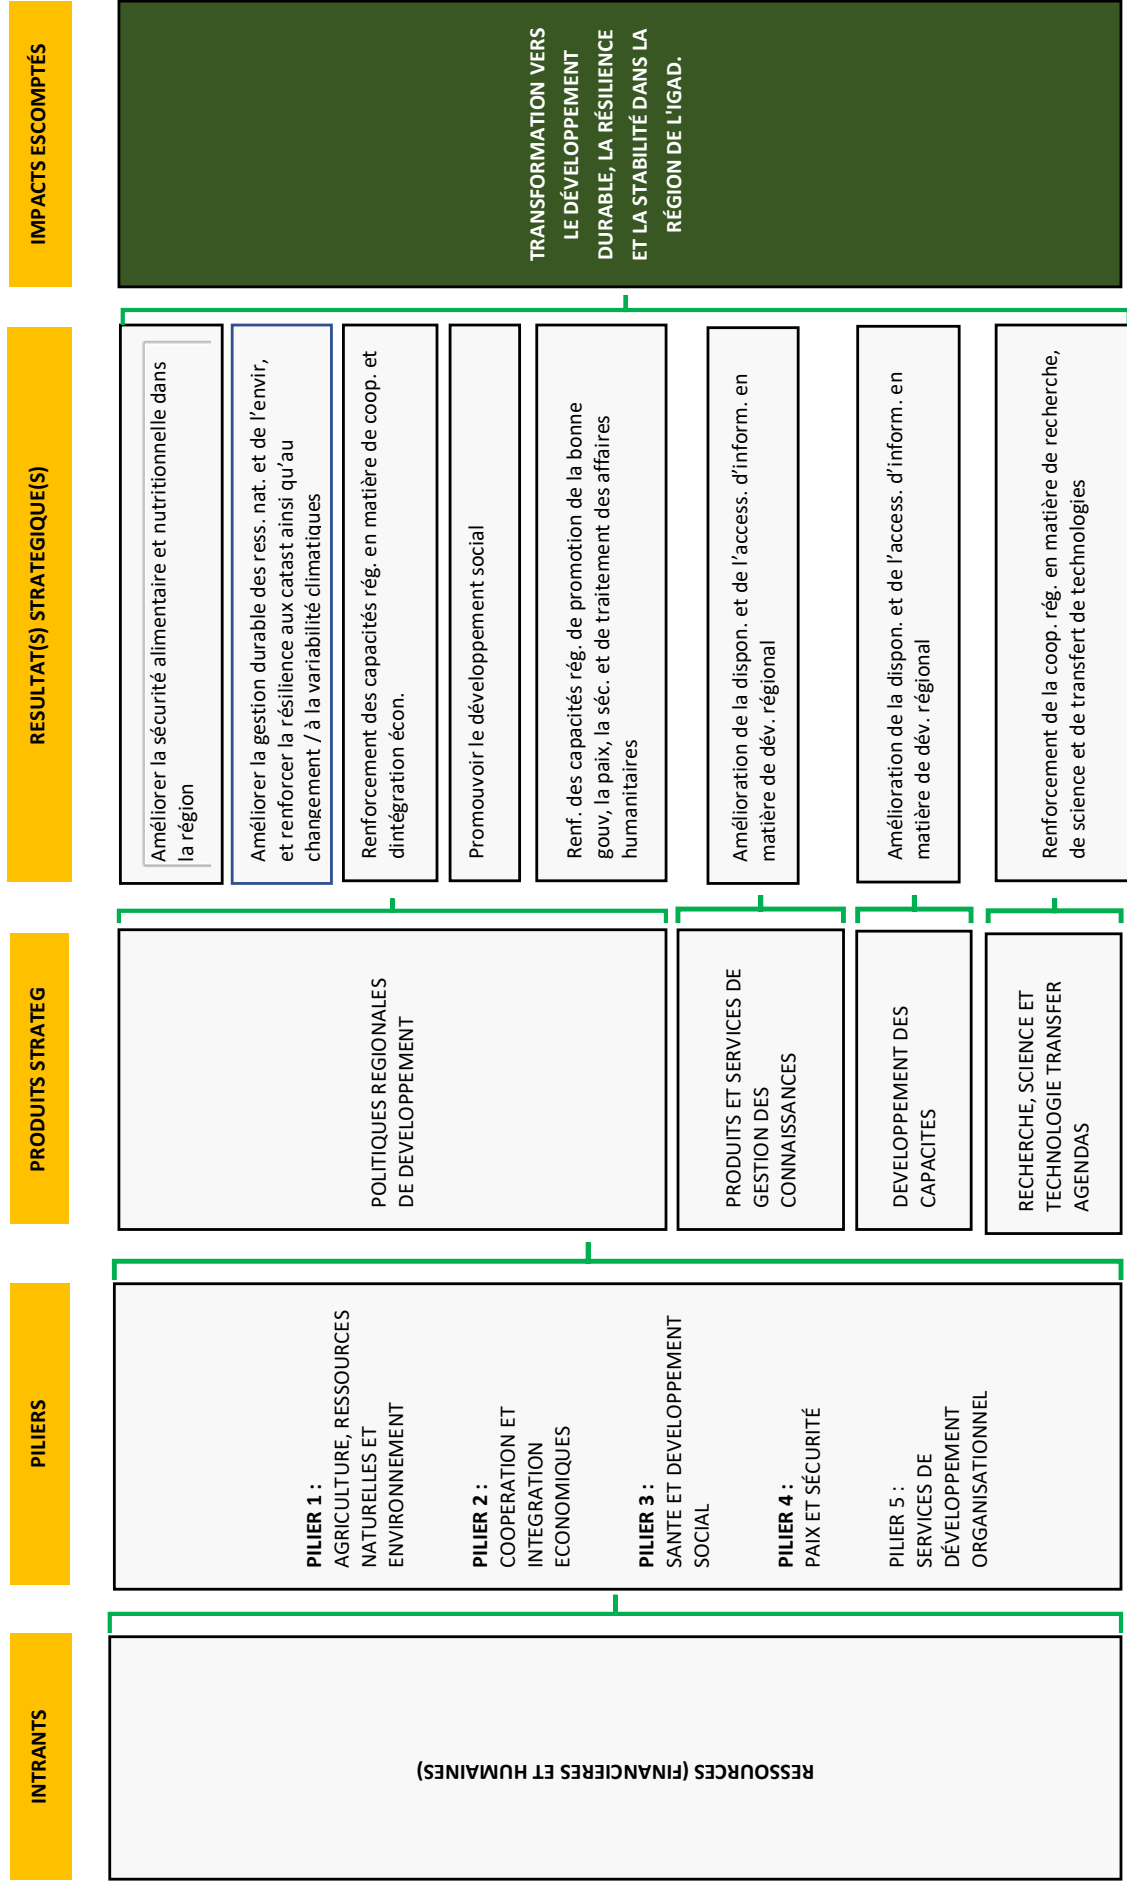 INTRANTS
PILIERS
PRODUITS STRATEG
RESULTAT(S) STRATEGIQUE(S)
IMPACTS ESCOMPTÉS
RESSOURCES (FINANCIERES ET HUMAINES)
PILIER 1 :
AGRICULTURE, RESSOURCES
NATURELLES ET
ENVIRONNEMENT
PILIER 2 :
COOPERATION ET
INTEGRATION
ECONOMIQUES
PILIER 3 :
SANTE ET DEVELOPPEMENT
SOCIAL
PILIER 4 :
PAIX ET SÉCURITÉ
PILIER 5 :
SERVICES DE
DÉVELOPPEMENT
ORGANISATIONNEL
POLITIQUES REGIONALES
DE DEVELOPPEMENT
PRODUITS ET SERVICES DE
GESTION DES
CONNAISSANCES
DEVELOPPEMENT DES
CAPACITES
RECHERCHE, SCIENCE ET
TECHNOLOGIE TRANSFER
AGENDAS
Améliorer la sécurité alimentaire et nutritionnelle dans
la région
Améliorer la gestion durable des ress. nat. et de l’envir,
et renforcer la résilience aux catast ainsi qu’au
changement / à la variabilité climatiques
Renforcement des capacités rég. en matière de coop. et
dintégration écon.
Promouvoir le développement social
Renf. des capacités rég. de promotion de la bonne
gouv, la paix, la séc. et de traitement des affaires
humanitaires
Amélioration de la dispon. et de l’access. d’inform. en
matière de dév. régional
Amélioration de la dispon. et de l’access. d’inform. en
matière de dév. régional
Renforcement de la coop. rég. en matière de recherche,
de science et de transfert de technologies
TRANSFORMATION VERS
LE DÉVELOPPEMENT
DURABLE, LA RÉSILIENCE
ET LA STABILITÉ DANS LA
RÉGION DE L'IGAD.